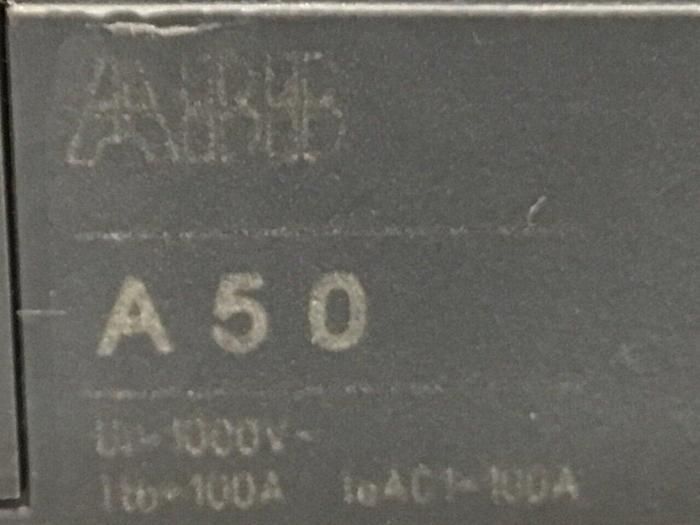 ABB
A 50
Ui=1000V~
Ith=100A IeAC1=100A